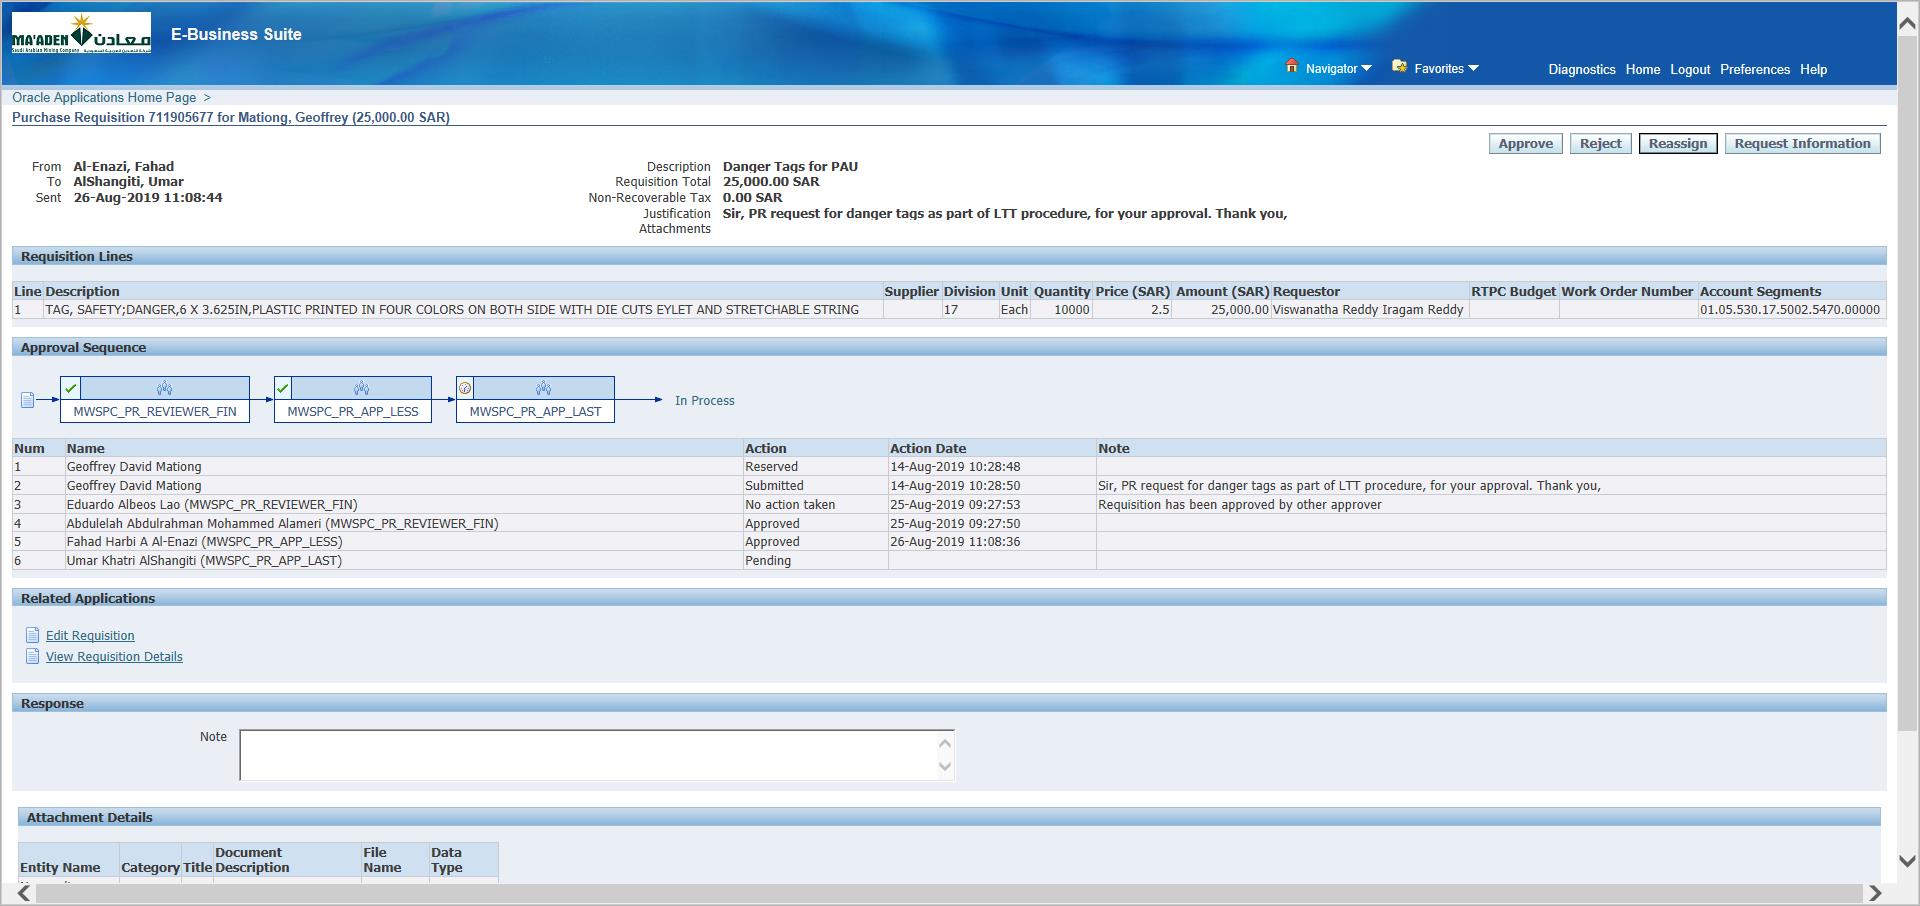 MA'ADEN معادن
Saudi Arabian Mining Company
E-Business Suite
Navigator
Favorites
Diagnostics Home Logout Preferences Help
Oracle Applications Home Page >
Purchase Requisition 711905677 for Mationg, Geoffrey (25,000.00 SAR)
Approve Reject Reassign Request Information
From Al-Enazi, Fahad
To AlShangiti, Umar
Sent 26-Aug-2019 11:08:44
Description Danger Tags for PAU
Requisition Total 25,000.00 SAR
Non-Recoverable Tax 0.00 SAR
Justification Sir, PR request for danger tags as part of LTT procedure, for your approval. Thank you,
Attachments
Requisition Lines
Line Description Supplier Division Unit Quantity Price (SAR) Amount (SAR) Requestor RTPC Budget Work Order Number Account Segments
1 TAG, SAFETY;DANGER,6 X 3.625IN,PLASTIC PRINTED IN FOUR COLORS ON BOTH SIDE WITH DIE CUTS EYLET AND STRETCHABLE STRING 17 Each 10000 2.5 25,000.00 Viswanatha Reddy Iragam Reddy 01.05.530.17.5002.5470.00000
Approval Sequence
MWSPC_PR_REVIEWER_FIN MWSPC_PR_APP_LESS MWSPC_PR_APP_LAST In Process
Num Name Action Action Date Note
1 Geoffrey David Mationg Reserved 14-Aug-2019 10:28:48
2 Geoffrey David Mationg Submitted 14-Aug-2019 10:28:50 Sir, PR request for danger tags as part of LTT procedure, for your approval. Thank you,
3 Eduardo Albeos Lao (MWSPC_PR_REVIEWER_FIN) No action taken 25-Aug-2019 09:27:53 Requisition has been approved by other approver
4 Abdulelah Abdulrahman Mohammed Alameri (MWSPC_PR_REVIEWER_FIN) Approved 25-Aug-2019 09:27:50
5 Fahad Harbi A Al-Enazi (MWSPC_PR_APP_LESS) Approved 26-Aug-2019 11:08:36
6 Umar Khatri AlShangiti (MWSPC_PR_APP_LAST) Pending
Related Applications
Edit Requisition
View Requisition Details
Response
Note
Attachment Details
Entity Name Category Title Document Description File Name Data Type